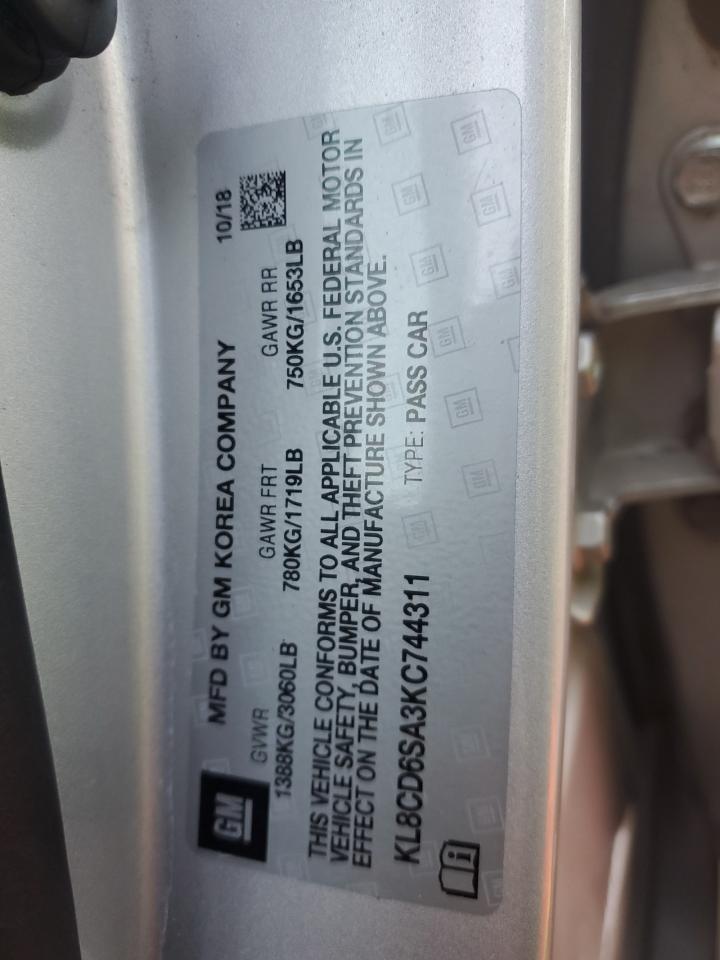 GM
MFD BY GM KOREA COMPANY 10/18
GVWR GAWR FRT GAWR RR
1388KG/3060LB 780KG/1719LB 750KG/1653LB
THIS VEHICLE CONFORMS TO ALL APPLICABLE U.S. FEDERAL MOTOR
VEHICLE SAFETY, BUMPER, AND THEFT PREVENTION STANDARDS IN
EFFECT ON THE DATE OF MANUFACTURE SHOWN ABOVE.
KL8CD6SA3KC744311 TYPE: PASS CAR